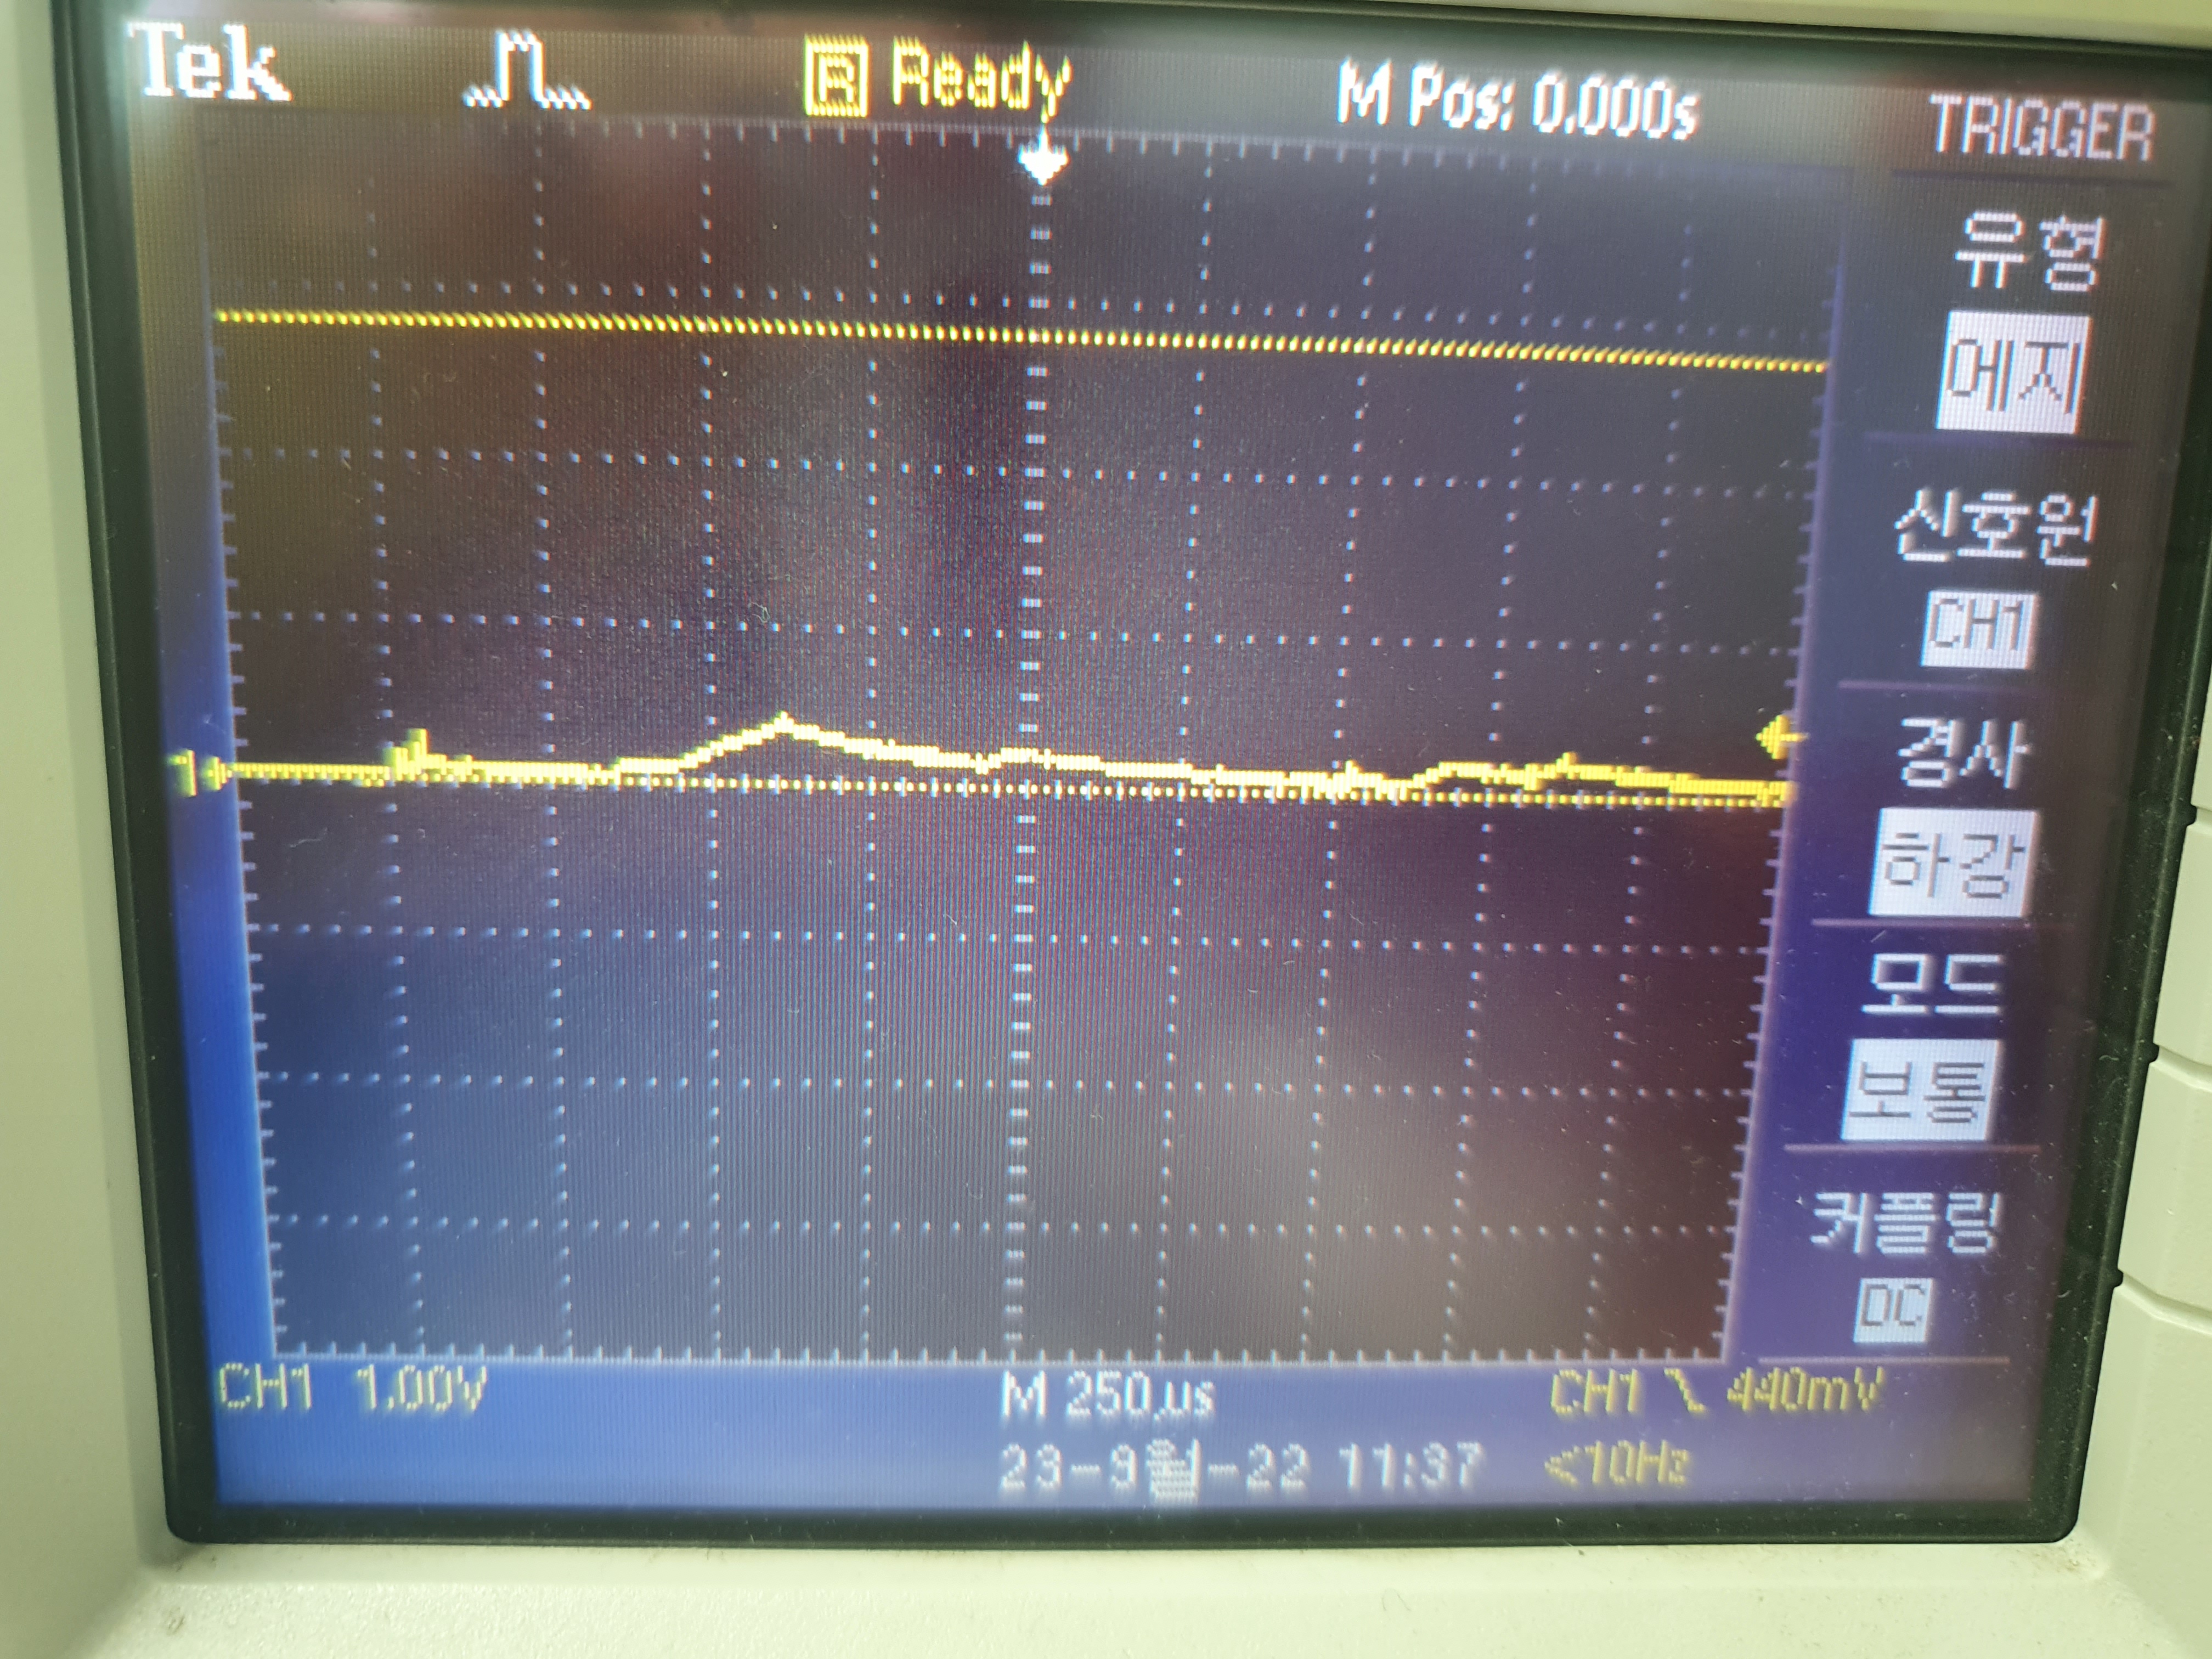 Tek
R Ready
M Pos: 0.000s
TRIGGER
유형
에지
신호원
CH1
경사
하강
모드
보통
커플링
DC
1
CH1 1.00V
M 250µs
CH1 440mV
23-9월-22 11:37
<10Hz